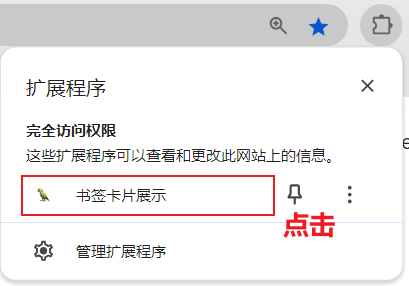 扩展程序
完全访问权限
这些扩展程序可以查看和更改此网站上的信息。
书签卡片展示
点击
管理扩展程序